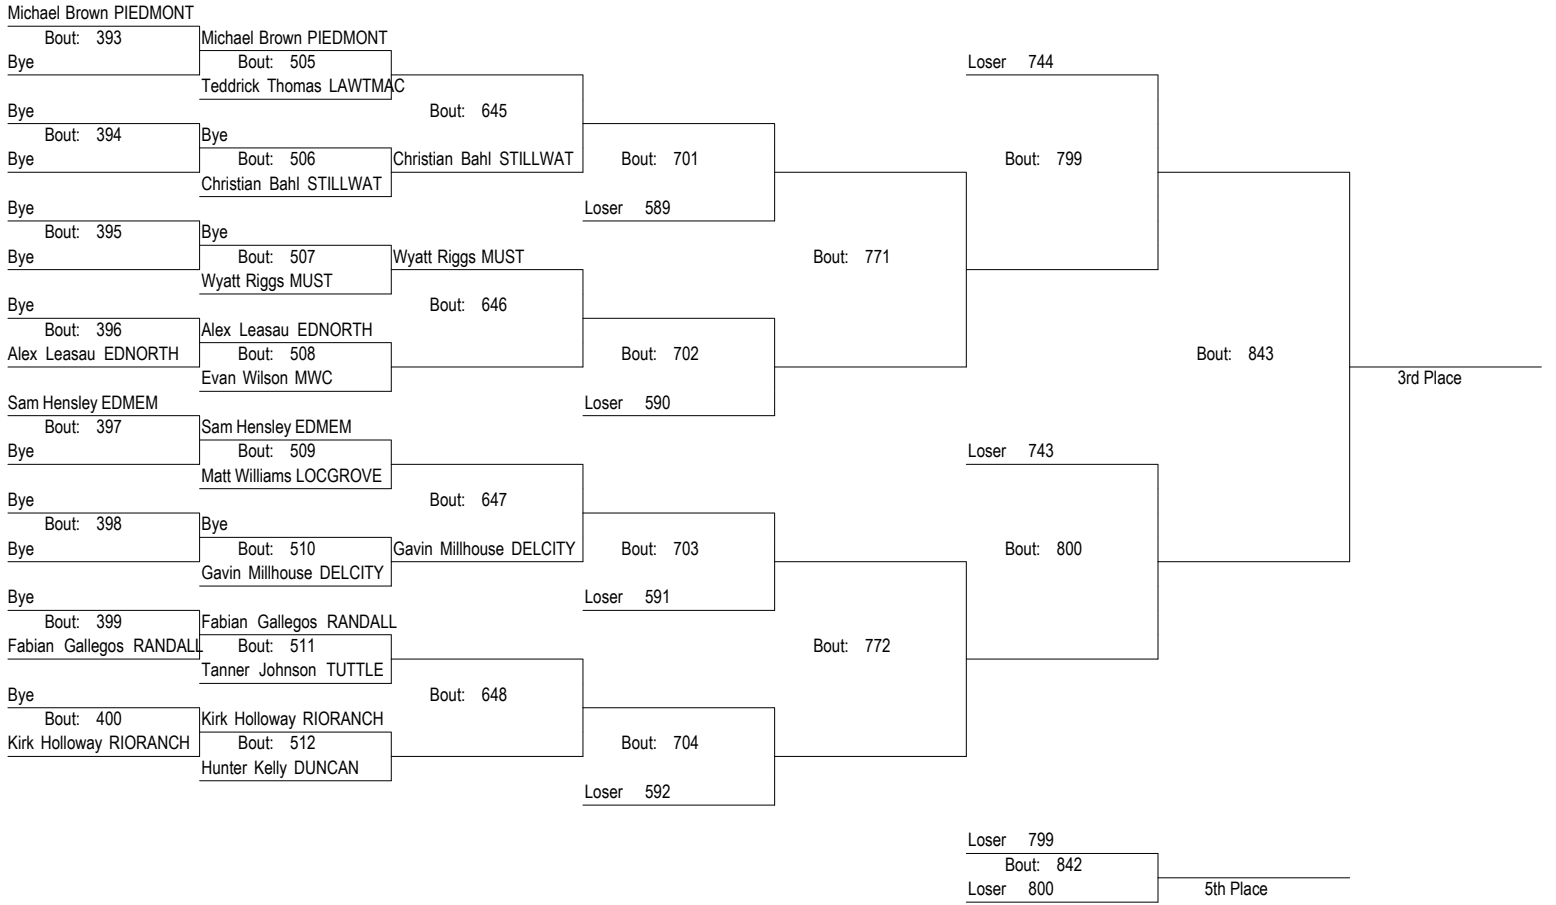 Michael Brown PIEDMONT
Bout: 393
Bye
Bye
Bout: 394
Bye
Bye
Bout: 395
Bye
Bye
Bout: 396
Alex Leasau EDNORTH
Sam Hensley EDMEM
Bout: 397
Bye
Bye
Bout: 398
Bye
Bye
Bout: 399
Fabian Gallegos RANDALL
Bye
Bout: 400
Kirk Holloway RIORANCH
Michael Brown PIEDMONT
Bout: 505
Teddrick Thomas LAWTMAC
Bye
Bout: 506
Christian Bahl STILLWAT
Bye
Bout: 507
Wyatt Riggs MUST
Alex Leasau EDNORTH
Bout: 508
Evan Wilson MWC
Sam Hensley EDMEM
Bout: 509
Matt Williams LOCGROVE
Bye
Bout: 510
Gavin Millhouse DELCITY
Fabian Gallegos RANDALL
Bout: 511
Tanner Johnson TUTTLE
Kirk Holloway RIORANCH
Bout: 512
Hunter Kelly DUNCAN
Bout: 645
Christian Bahl STILLWAT
Wyatt Riggs MUST
Bout: 646
Bout: 647
Gavin Millhouse DELCITY
Bout: 648
Bout: 701
Loser 589
Bout: 702
Loser 590
Bout: 703
Loser 591
Bout: 704
Loser 592
Bout: 771
Bout: 772
Loser 744
Bout: 799
Loser 743
Bout: 800
Bout: 843
3rd Place
Loser 799
Bout: 842
Loser 800
5th Place